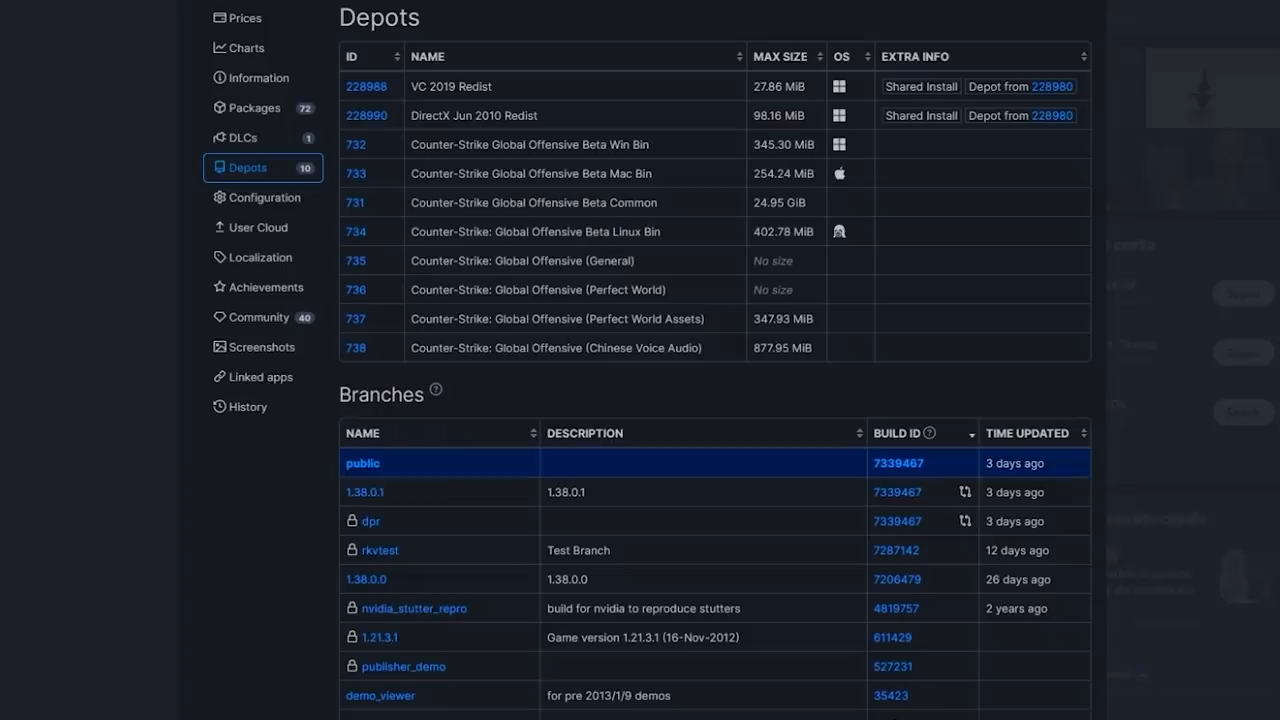 Prices
Charts
Information
Packages 72
DLCs 1
Depots 10
Configuration
User Cloud
Localization
Achievements
Community 40
Screenshots
Linked apps
History
Depots
ID NAME MAX SIZE OS EXTRA INFO
228988 VC 2019 Redist 27.86 MiB Shared Install Depot from 228980
228990 DirectX Jun 2010 Redist 98.16 MiB Shared Install Depot from 228980
732 Counter-Strike Global Offensive Beta Win Bin 345.30 MiB
733 Counter-Strike Global Offensive Beta Mac Bin 254.24 MiB
731 Counter-Strike Global Offensive Beta Common 24.95 GiB
734 Counter-Strike: Global Offensive Beta Linux Bin 402.78 MiB
735 Counter-Strike: Global Offensive (General) No size
736 Counter-Strike: Global Offensive (Perfect World) No size
737 Counter-Strike: Global Offensive (Perfect World Assets) 347.93 MiB
738 Counter-Strike: Global Offensive (Chinese Voice Audio) 877.95 MiB
Branches ?
NAME DESCRIPTION BUILD ID ? TIME UPDATED
public 7339467 3 days ago
1.38.0.1 1.38.0.1 7339467 3 days ago
dpr 7339467 3 days ago
rkvtest Test Branch 7287142 12 days ago
1.38.0.0 1.38.0.0 7206479 26 days ago
nvidia_stutter_repro build for nvidia to reproduce stutters 4819757 2 years ago
1.21.3.1 Game version 1.21.3.1 (16-Nov-2012) 611429
publisher_demo 527231
demo_viewer for pre 2013/1/9 demos 35423